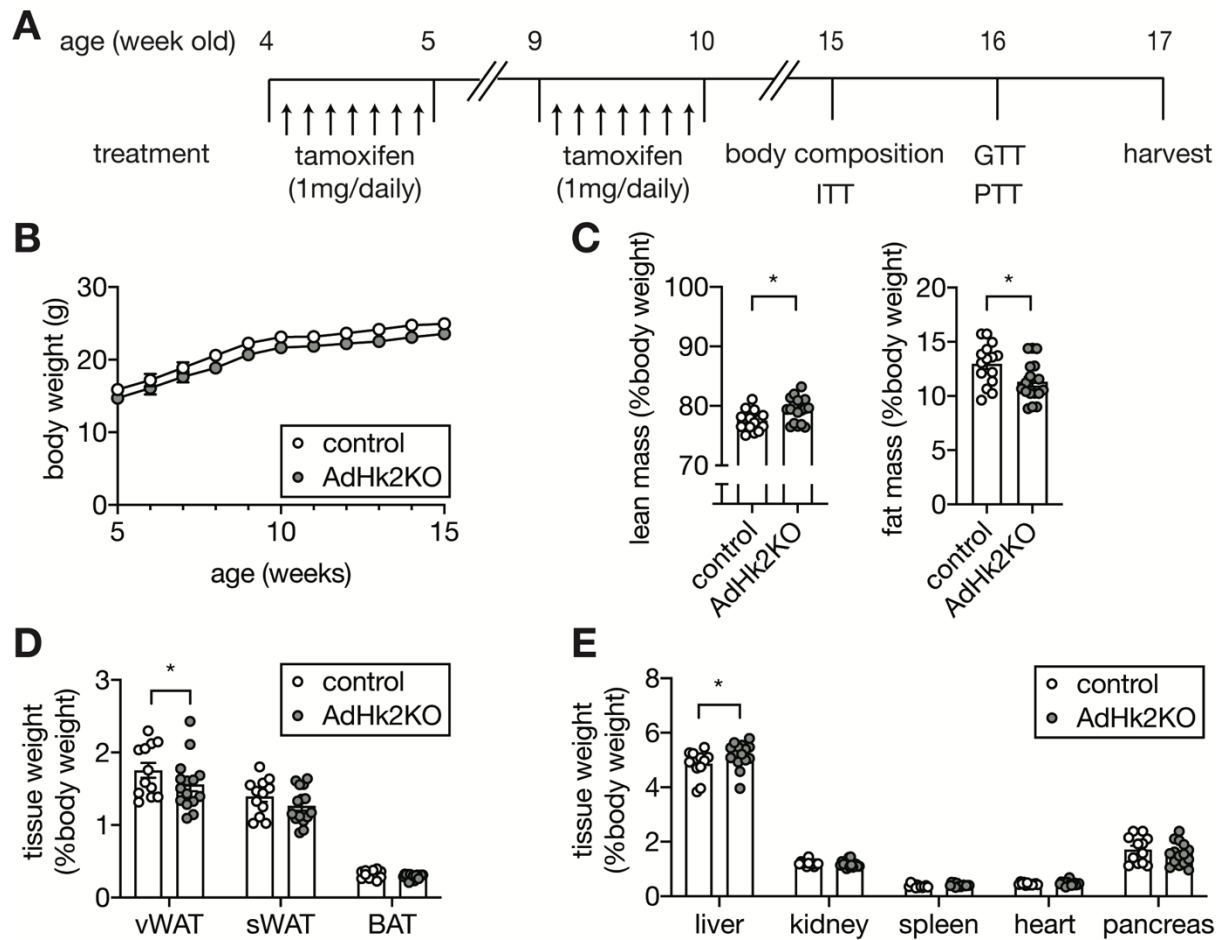 A
age (week old) 4 5 9 10 15 16 17
treatment tamoxifen tamoxifen body composition GTT harvest
(1mg/daily) (1mg/daily) ITT PTT
B
body weight (g)
30
20
10
0
control
AdHk2KO
5 10 15
age (weeks)
C
lean mass (%body weight)
100
90
80
70
*
control
AdHk2KO
fat mass (%body weight)
20
15
10
5
0
*
control
AdHk2KO
D
tissue weight
(%body weight)
3
2
1
0
*
control
AdHk2KO
vWAT sWAT BAT
E
tissue weight
(%body weight)
8
6
4
2
0
*
control
AdHk2KO
liver kidney spleen heart pancreas